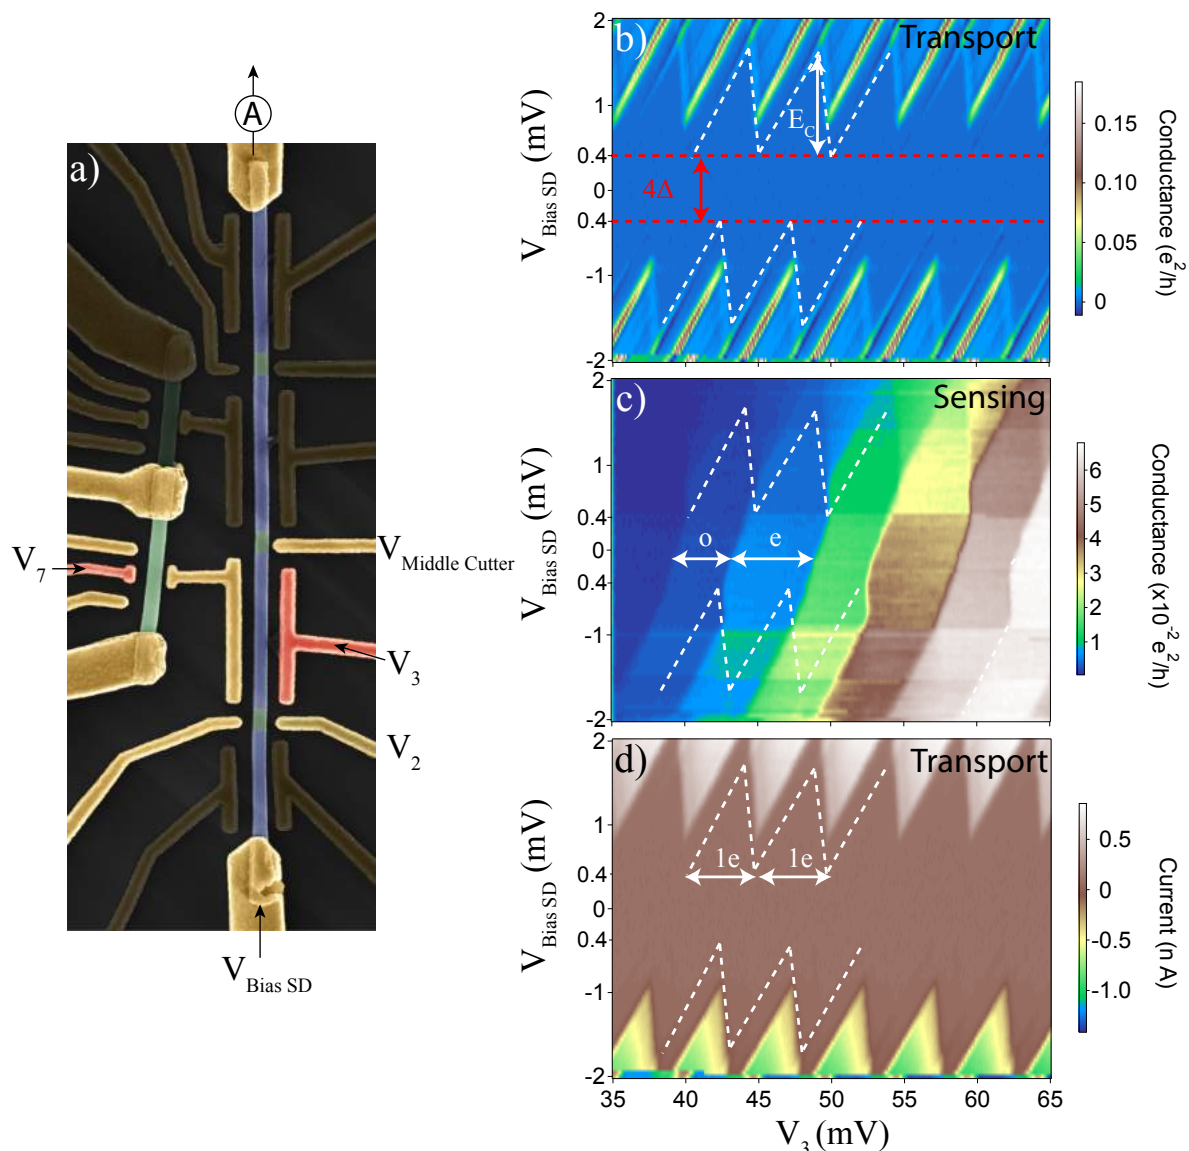 a)
A
V7
VMiddle Cutter
V3
V2
VBias SD
b)
Transport
2
1
0.4
0
0.4
-1
-2
VBias SD (mV)
EC
4Δ
0.15
0.10
0.05
0
Conductance (e²/h)
c)
Sensing
2
1
0.4
0
0.4
-1
-2
VBias SD (mV)
o
e
6
5
4
3
2
1
Conductance (x10⁻² e²/h)
d)
Transport
2
1
0.4
0
0.4
-1
-2
VBias SD (mV)
1e
1e
0.5
0
-0.5
-1.0
Current (n A)
35
40
45
50
55
60
65
V3 (mV)